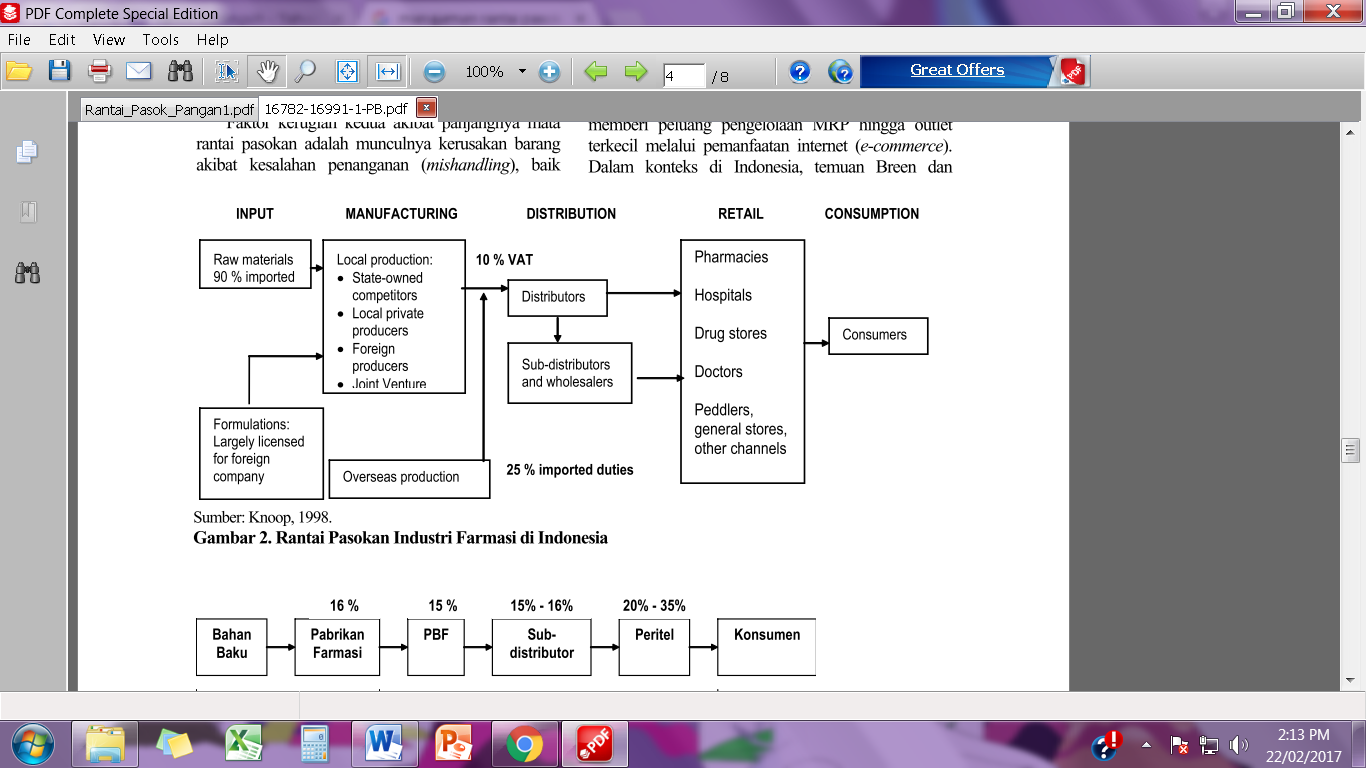 PDF Complete Special Edition
File Edit View Tools Help
100%
4 / 8
Great Offers
PDF
Rantai_Pasok_Pangan1.pdf
16782-16991-1-PB.pdf
Faktor kerugian kedua akibat panjangnya mata
rantai pasokan adalah munculnya kerusakan barang
akibat kesalahan penanganan (mishandling), baik
memberi peluang pengelolaan MRP hingga outlet
terkecil melalui pemanfaatan internet (e-commerce).
Dalam konteks di Indonesia, temuan Breen dan
INPUT MANUFACTURING DISTRIBUTION RETAIL CONSUMPTION
Raw materials
90 % imported
Local production:
• State-owned
competitors
• Local private
producers
• Foreign
producers
• Joint Venture
10 % VAT
Distributors
Sub-distributors
and wholesalers
Pharmacies
Hospitals
Drug stores
Doctors
Peddlers,
general stores,
other channels
Consumers
Formulations:
Largely licensed
for foreign
company
Overseas production
25 % imported duties
Sumber: Knoop, 1998.
Gambar 2. Rantai Pasokan Industri Farmasi di Indonesia
16 % 15 % 15% - 16% 20% - 35%
Bahan
Baku
Pabrikan
Farmasi
PBF
Sub-
distributor
Peritel
Konsumen
PDF
2:13 PM
22/02/2017